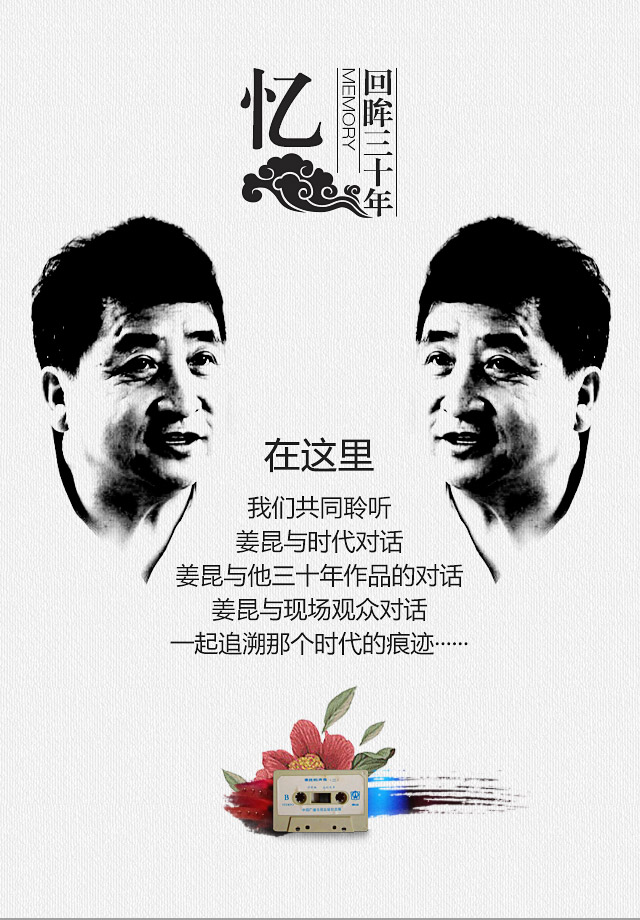 忆
MEMORY
回眸三十年
在这里
我们共同聆听
姜昆与时代对话
姜昆与他三十年作品的对话
姜昆与现场观众对话
一起追溯那个时代的痕迹······
B